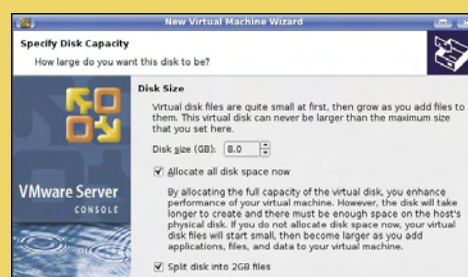 New Virtual Machine Wizard
Specify Disk Capacity
How large do you want this disk to be?
Disk Size
Virtual disk files are quite small at first, then grow as you add files to
them. This virtual disk can never be larger than the maximum size
that you set here.
Disk size (GB): 8.0
Allocate all disk space now
By allocating the full capacity of the virtual disk, you enhance
performance of your virtual machine. However, the disk will take
longer to create and there must be enough space on the host's
physical disk. If you do not allocate disk space now, your virtual
disk files will start small, then become larger as you add
applications, files, and data to your virtual machine.
Split disk into 2GB files
VMware Server
CONSOLE